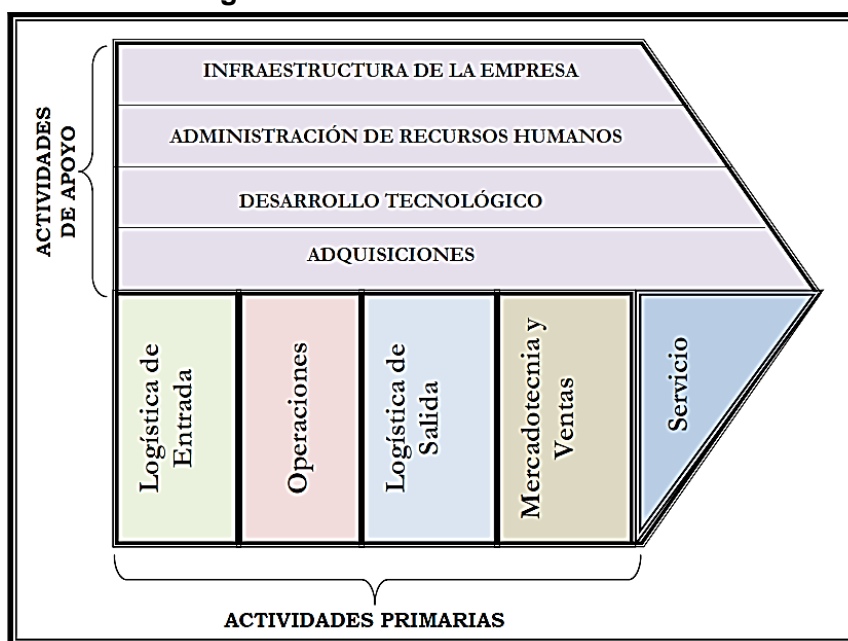 ACTIVIDADES
DE APOYO
INFRAESTRUCTURA DE LA EMPRESA
ADMINISTRACIÓN DE RECURSOS HUMANOS
DESARROLLO TECNOLÓGICO
ADQUISICIONES
Logística de
Entrada
Operaciones
Logística de
Salida
Mercadotecnia y
Ventas
Servicio
ACTIVIDADES PRIMARIAS